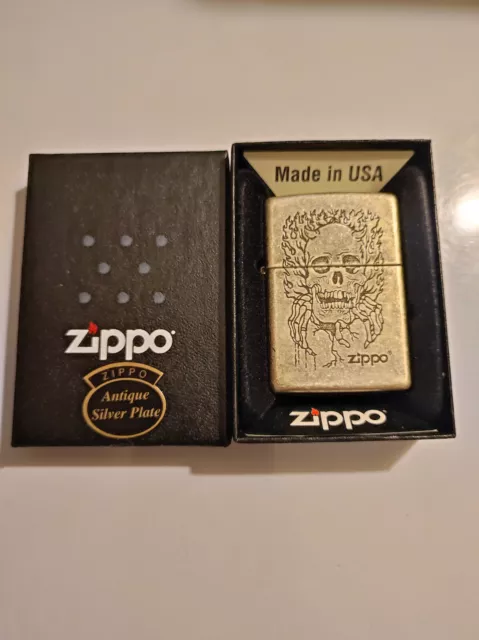 Zippo
ZIPPO
Antique
Silver Plate
Made in USA
zippo
Zippo